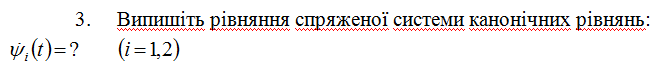 3. Випишіть рівняння спряженої системи канонічних рівнянь:
ψ̇ᵢ(t)=? (i=1,2)